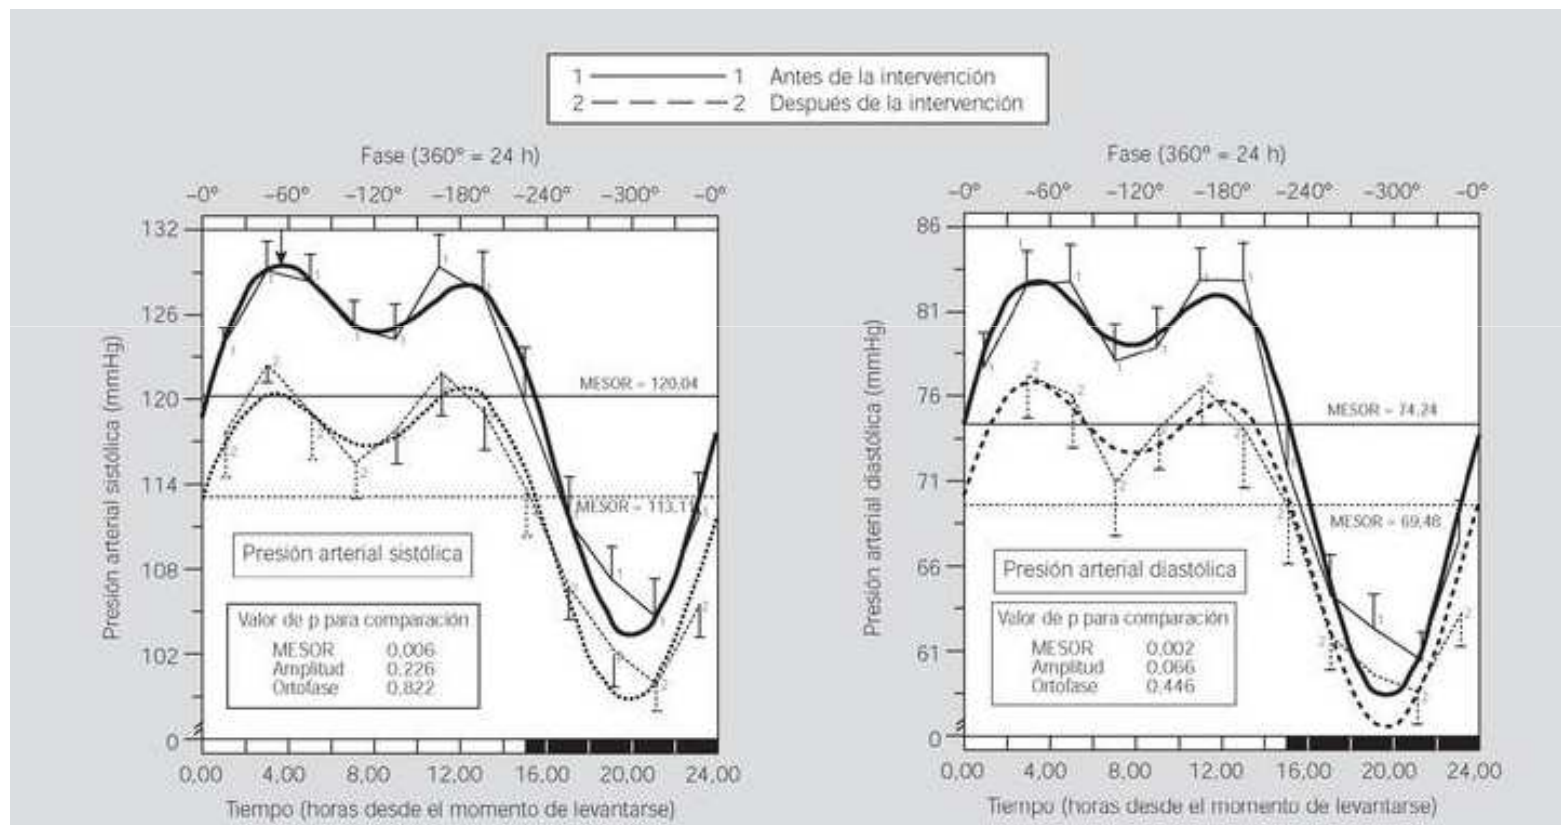 1 1 Antes de la intervención
2 2 Después de la intervención
Fase (360° = 24 h)
−0° −60° −120° −180° −240° −300° −0°
132
126
120
114
108
102
0
Presión arterial sistólica (mmHg)
MESOR = 120,04
MESOR = 113,11
Presión arterial sistólica
Valor de p para comparación
MESOR 0,006
Amplitud 0,226
Ortofase 0,822
0,00 4,00 8,00 12,00 16,00 20,00 24,00
Tiempo (horas desde el momento de levantarse)
Fase (360° = 24 h)
−0° −60° −120° −180° −240° −300° −0°
86
81
76
71
66
61
0
Presión arterial diastólica (mmHg)
MESOR = 74,24
MESOR = 69,48
Presión arterial diastólica
Valor de p para comparación
MESOR 0,002
Amplitud 0,066
Ortofase 0,446
0,00 4,00 8,00 12,00 16,00 20,00 24,00
Tiempo (horas desde el momento de levantarse)